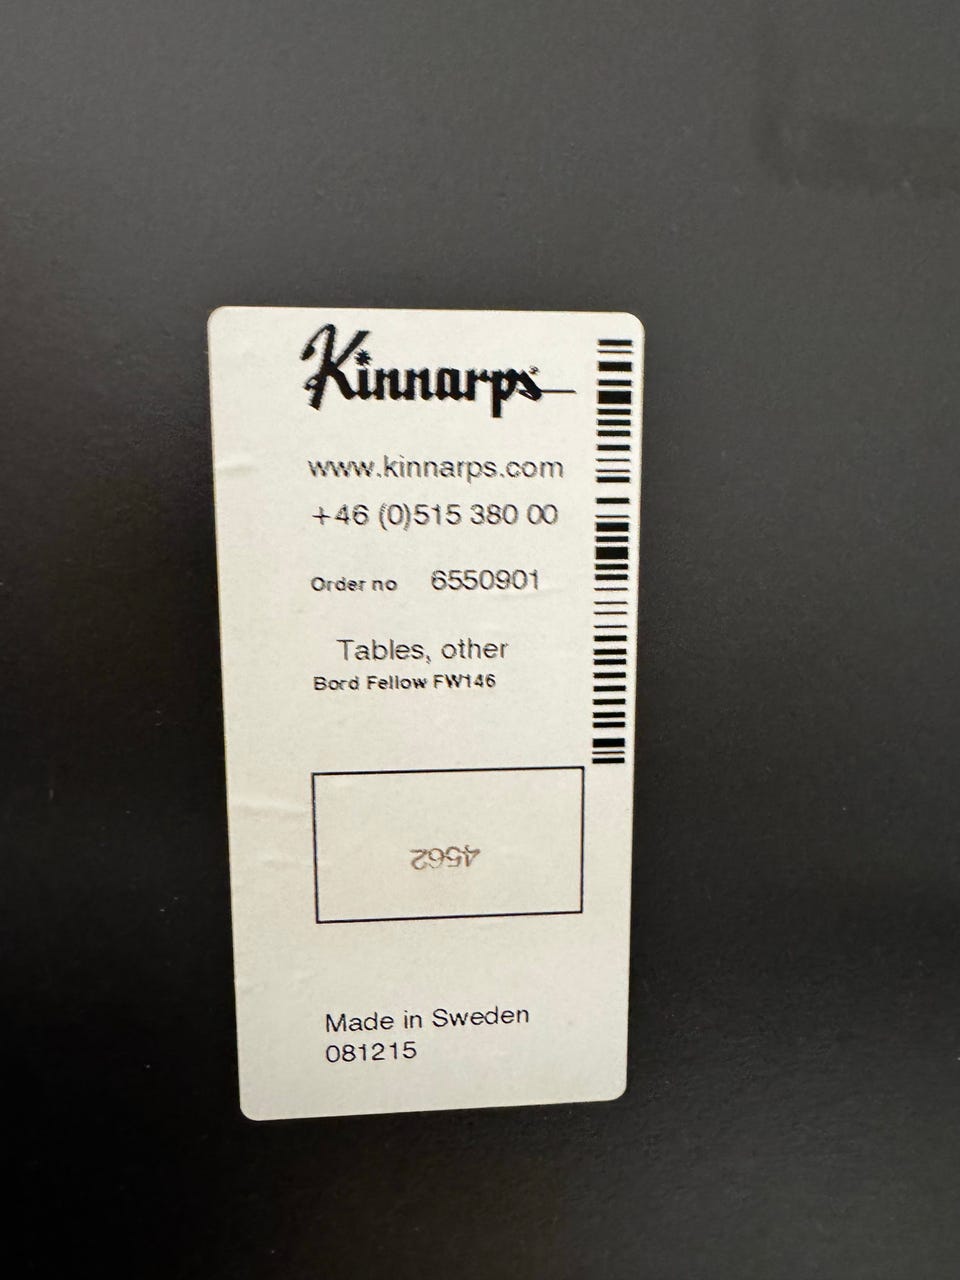 Kinnarps
www.kinnarps.com
+46 (0)515 380 00
Order no 6550901
Tables, other
Bord Fellow FW146
4562
Made in Sweden
081215